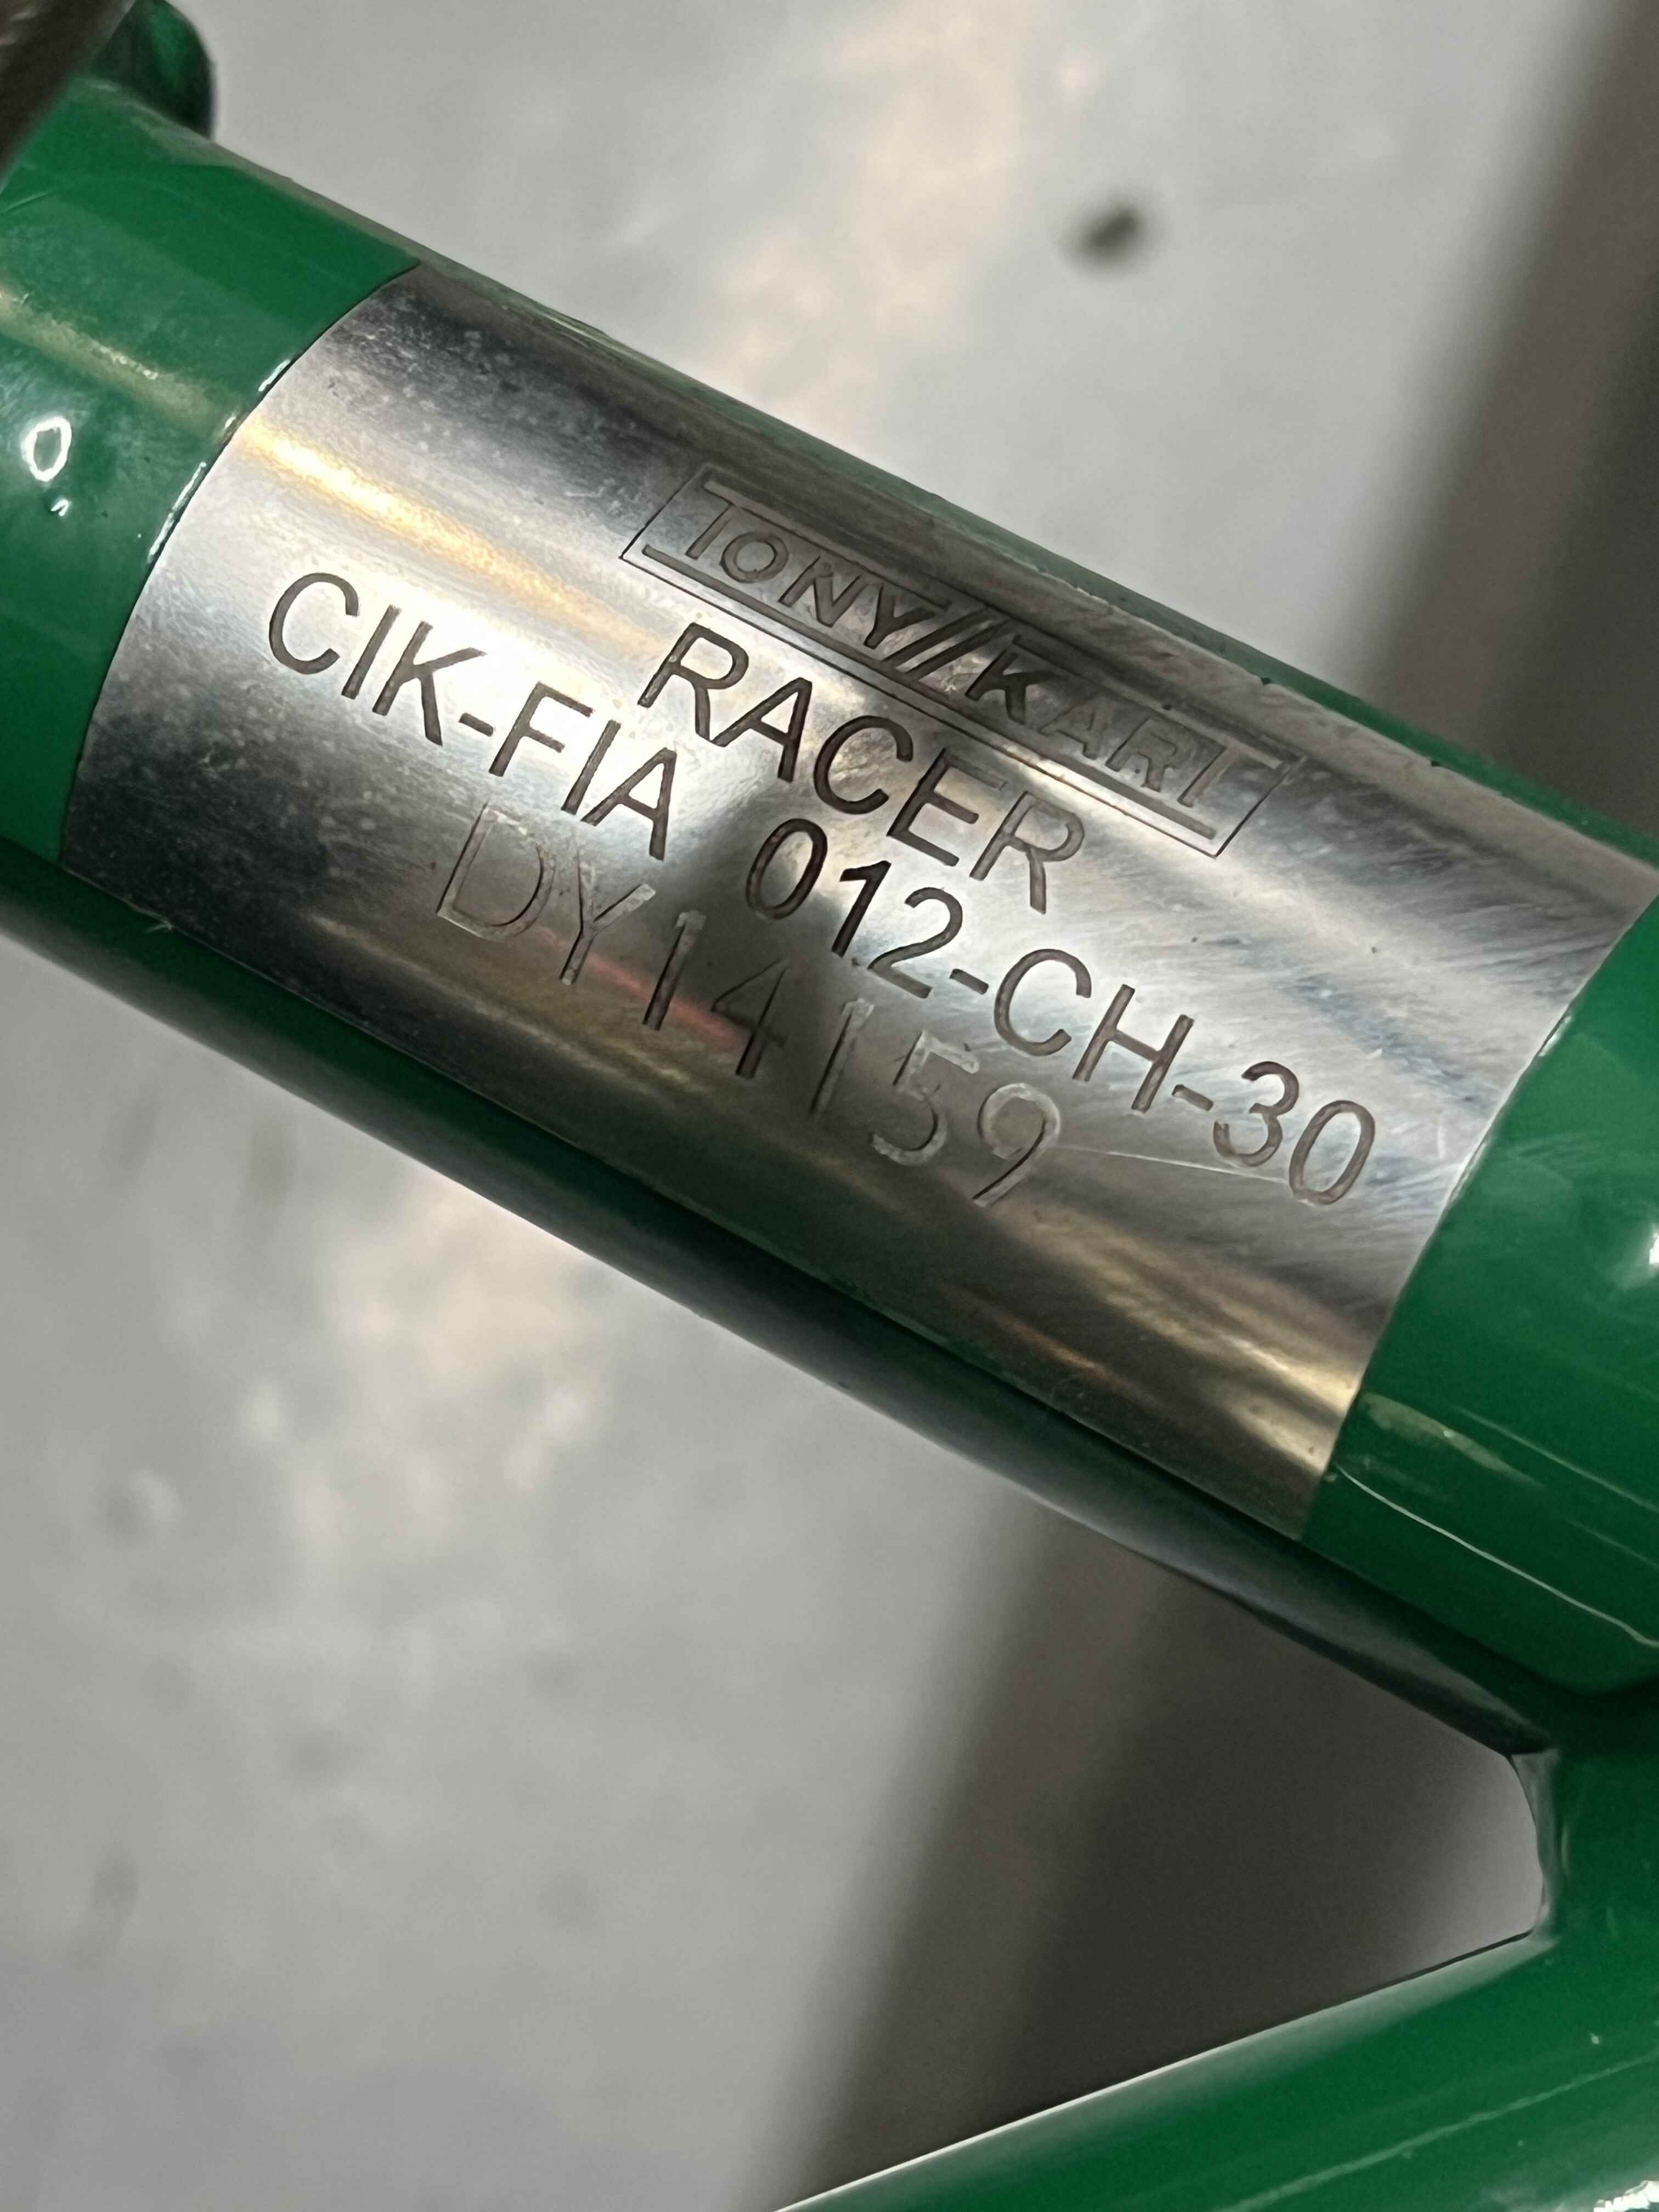 TONY//KART
RACER
CIK-FIA 012-CH-30
DY14159